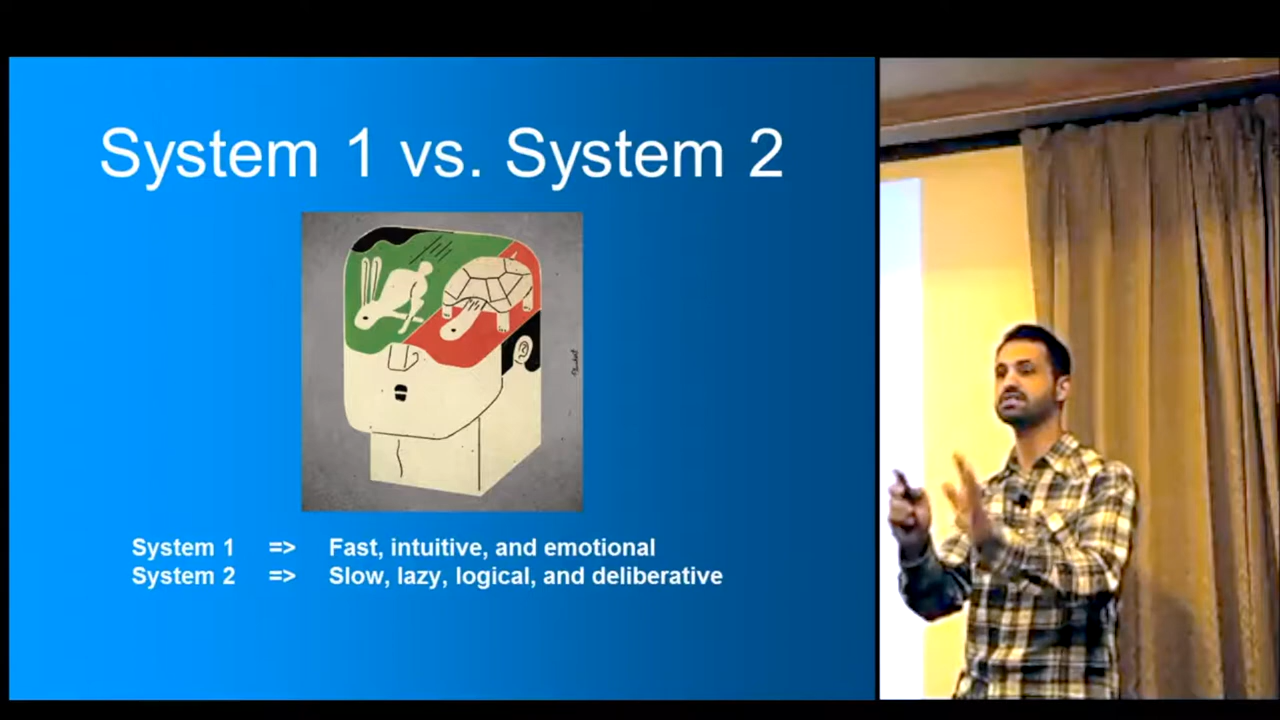 System 1 vs. System 2
System 1 => Fast, intuitive, and emotional
System 2 => Slow, lazy, logical, and deliberative